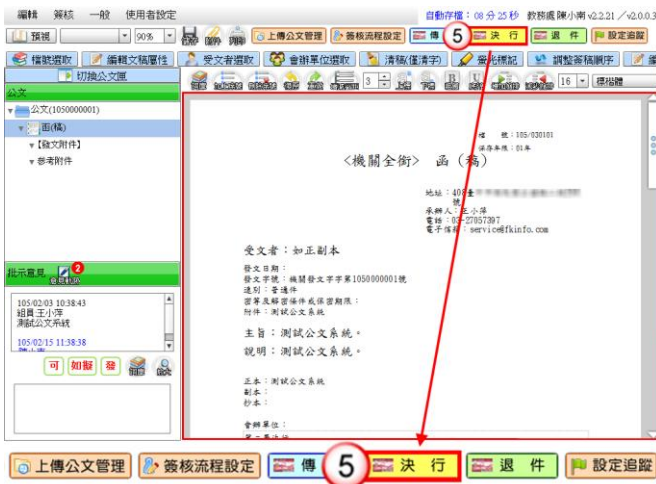 編輯 簽核 一般 使用者設定 自動存檔：08 分 25 秒 教務處 陳小南 v2.2.21／v2.0.0.3
預視 90% 上傳公文管理 簽核流程設定 傳 5 決 行 退 件 設定追蹤
檔號選取 編輯文稿屬性 受文者選取 會辦單位選取 清稿(僅清字) 螢光標記 調整簽稿順序
切換公文匣 3 16 標楷體
公文
公文(1050000001)
函(稿)
【發文附件】
參考附件
檔 號：105/030101
保存年限：01年
〈機關全銜〉 函（稿）
地址：408臺
號
承辦人：王小萍
電話：03-27057397
電子信箱：service@fkinfo.com
受文者：如正副本
發文日期：
發文字號：機關發文字字第1050000001號
速別：普通件
密等及解密條件或保密期限：
附件：測試公文系統
主旨：測試公文系統。
說明：測試公文系統。
正本：測試公文系統
副本：
抄本：
會辦單位：
批示意見 2
105/02/03 10:38:43
組員 王小萍
測試公文系統
105/02/15 11:38:38
可 如擬 發
上傳公文管理 簽核流程設定 傳 5 決 行 退 件 設定追蹤